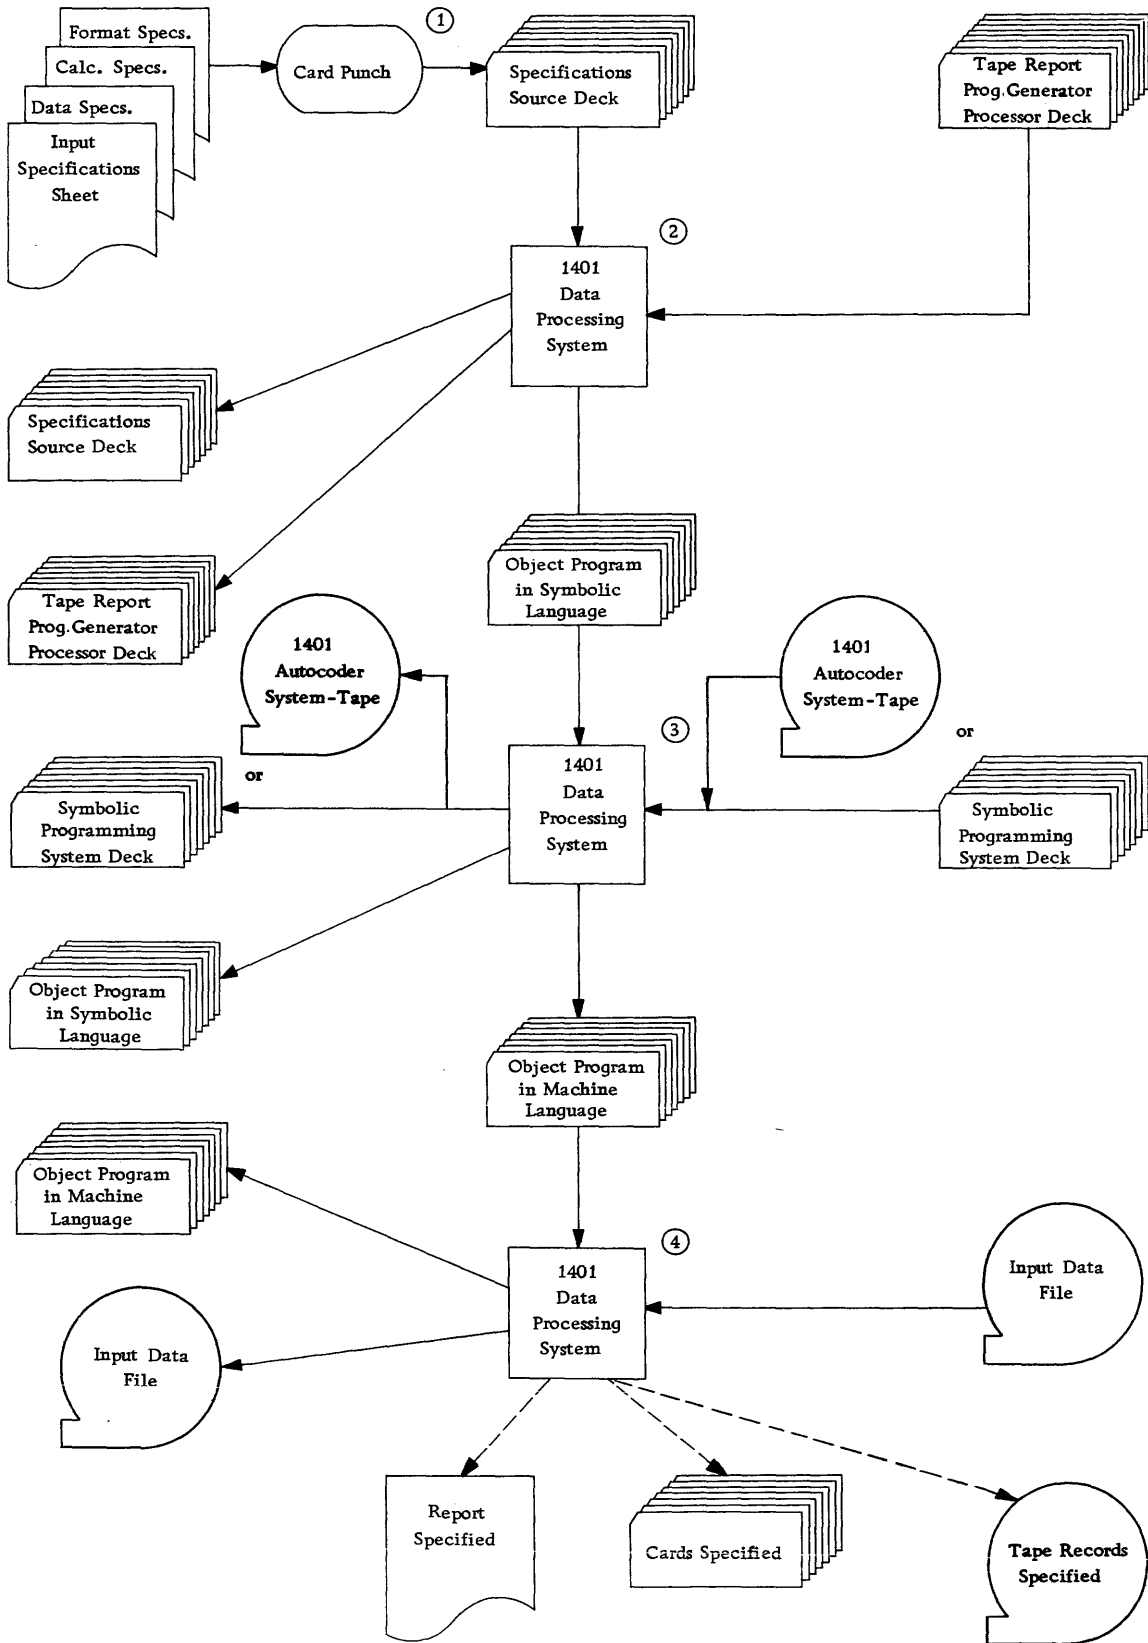 Format Specs.
Calc. Specs.
Data Specs.
Input
Specifications
Sheet
Card Punch
1
Specifications
Source Deck
Tape Report
Prog.Generator
Processor Deck
2
1401
Data
Processing
System
Specifications
Source Deck
Tape Report
Prog.Generator
Processor Deck
Object Program
in Symbolic
Language
1401
Autocoder
System-Tape
or
Symbolic
Programming
System Deck
3
1401
Data
Processing
System
1401
Autocoder
System-Tape
or
Symbolic
Programming
System Deck
Object Program
in Symbolic
Language
Object Program
in Machine
Language
Object Program
in Machine
Language
4
1401
Data
Processing
System
Input Data
File
Input Data
File
Report
Specified
Cards Specified
Tape Records
Specified